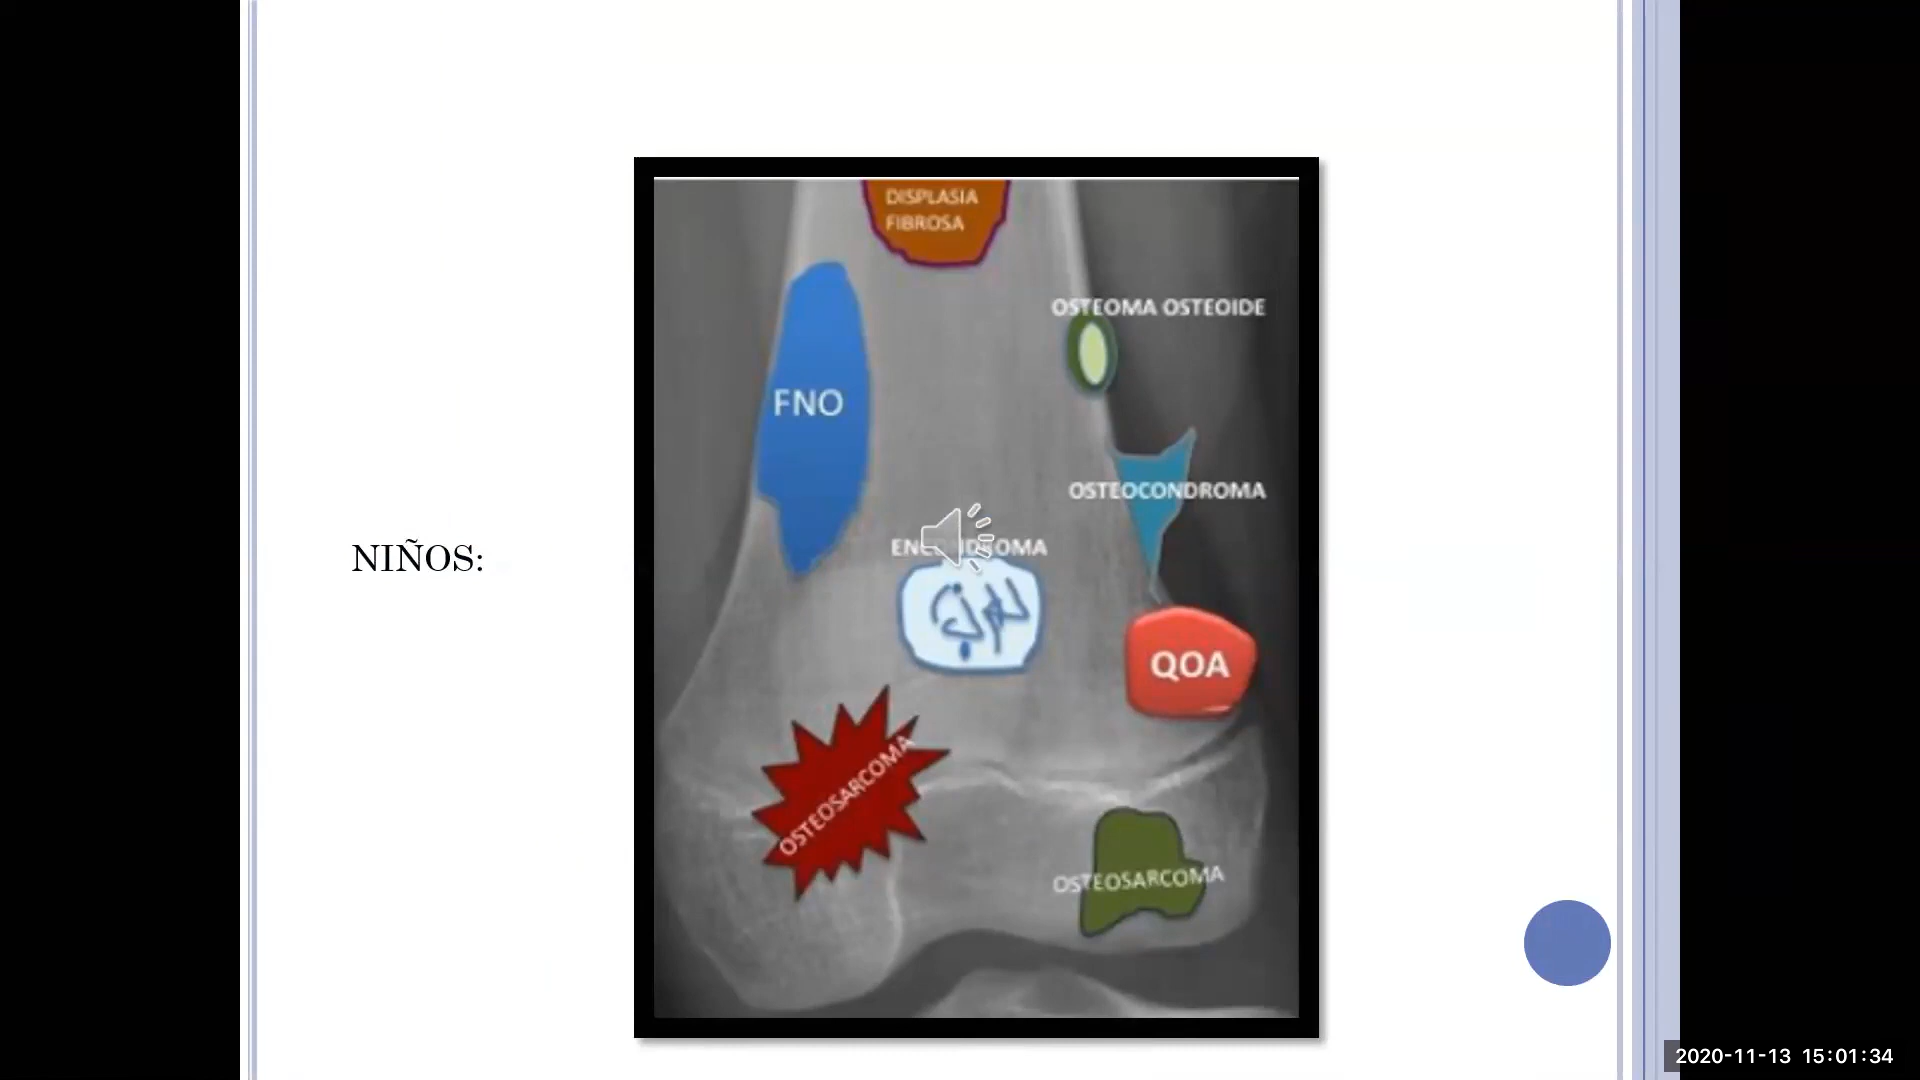 DISPLASIA
FIBROSA
OSTEOMA OSTEOIDE
FNO
OSTEOCONDROMA
NIÑOS:
QOA
OSTEOSARCOMA
OSTEOSARCOMA
2020-11-13 15:01:34